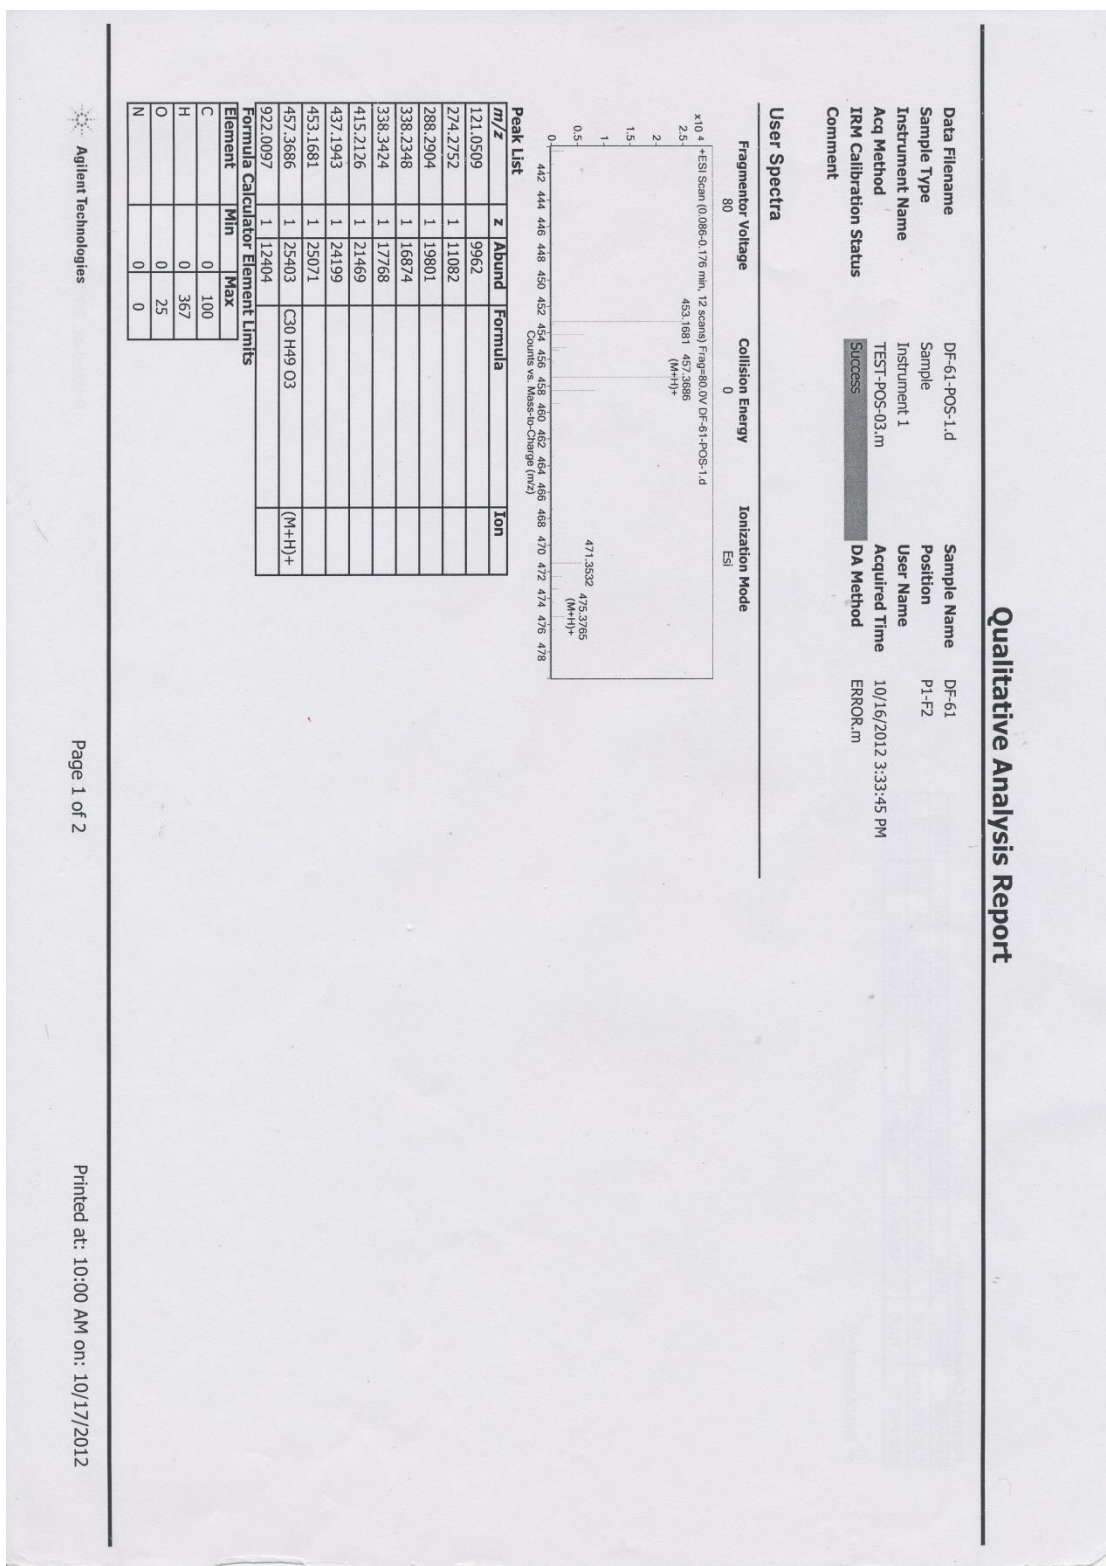 Qualitative Analysis Report
Data Filename DF-61-POS-1.d Sample Name DF-61
Sample Type Sample Position P1-F2
Instrument Name Instrument 1 User Name
Acq Method TEST-POS-03.m Acquired Time 10/16/2012 3:33:45 PM
IRM Calibration Status Success DA Method ERROR.m
Comment
User Spectra
Fragmentor Voltage Collision Energy Ionization Mode
80 0 Esi
x10 4 +ESI Scan (0.086-0.176 min, 12 scans) Frag=80.0V DF-61-POS-1.d
453.1681 457.3686
(M+H)+
471.3532 475.3765
(M+H)+
2.5
2
1.5
1
0.5
0
442 444 446 448 450 452 454 456 458 460 462 464 466 468 470 472 474 476 478
Counts vs. Mass-to-Charge (m/z)
Peak List
m/z z Abund Formula Ion
121.0509 9962
274.2752 1 11082
288.2904 1 19801
338.2348 1 16874
338.3424 1 17768
415.2126 1 21469
437.1943 1 24199
453.1681 1 25071
457.3686 1 25403 C30 H49 O3 (M+H)+
922.0097 1 12404
Formula Calculator Element Limits
Element Min Max
C 0 100
H 0 367
O 0 25
N 0 0
Agilent Technologies Page 1 of 2 Printed at: 10:00 AM on: 10/17/2012